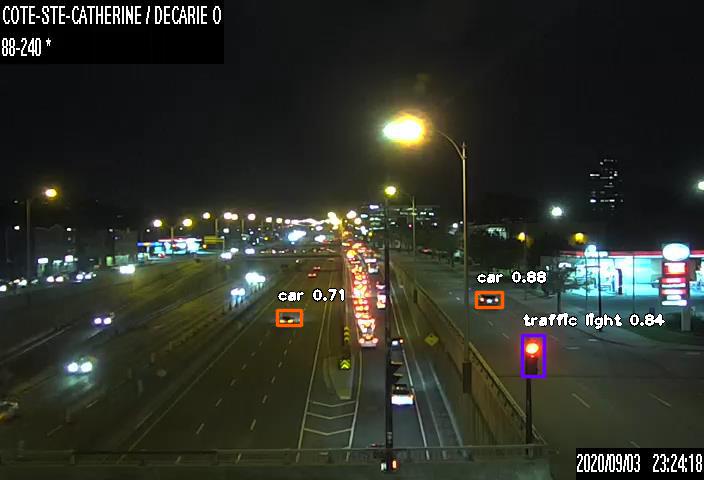 COTE-STE-CATHERINE / DECARIE O
88-240 *
car 0.88
car 0.71
traffic light 0.84
2020/09/03 23:24:18